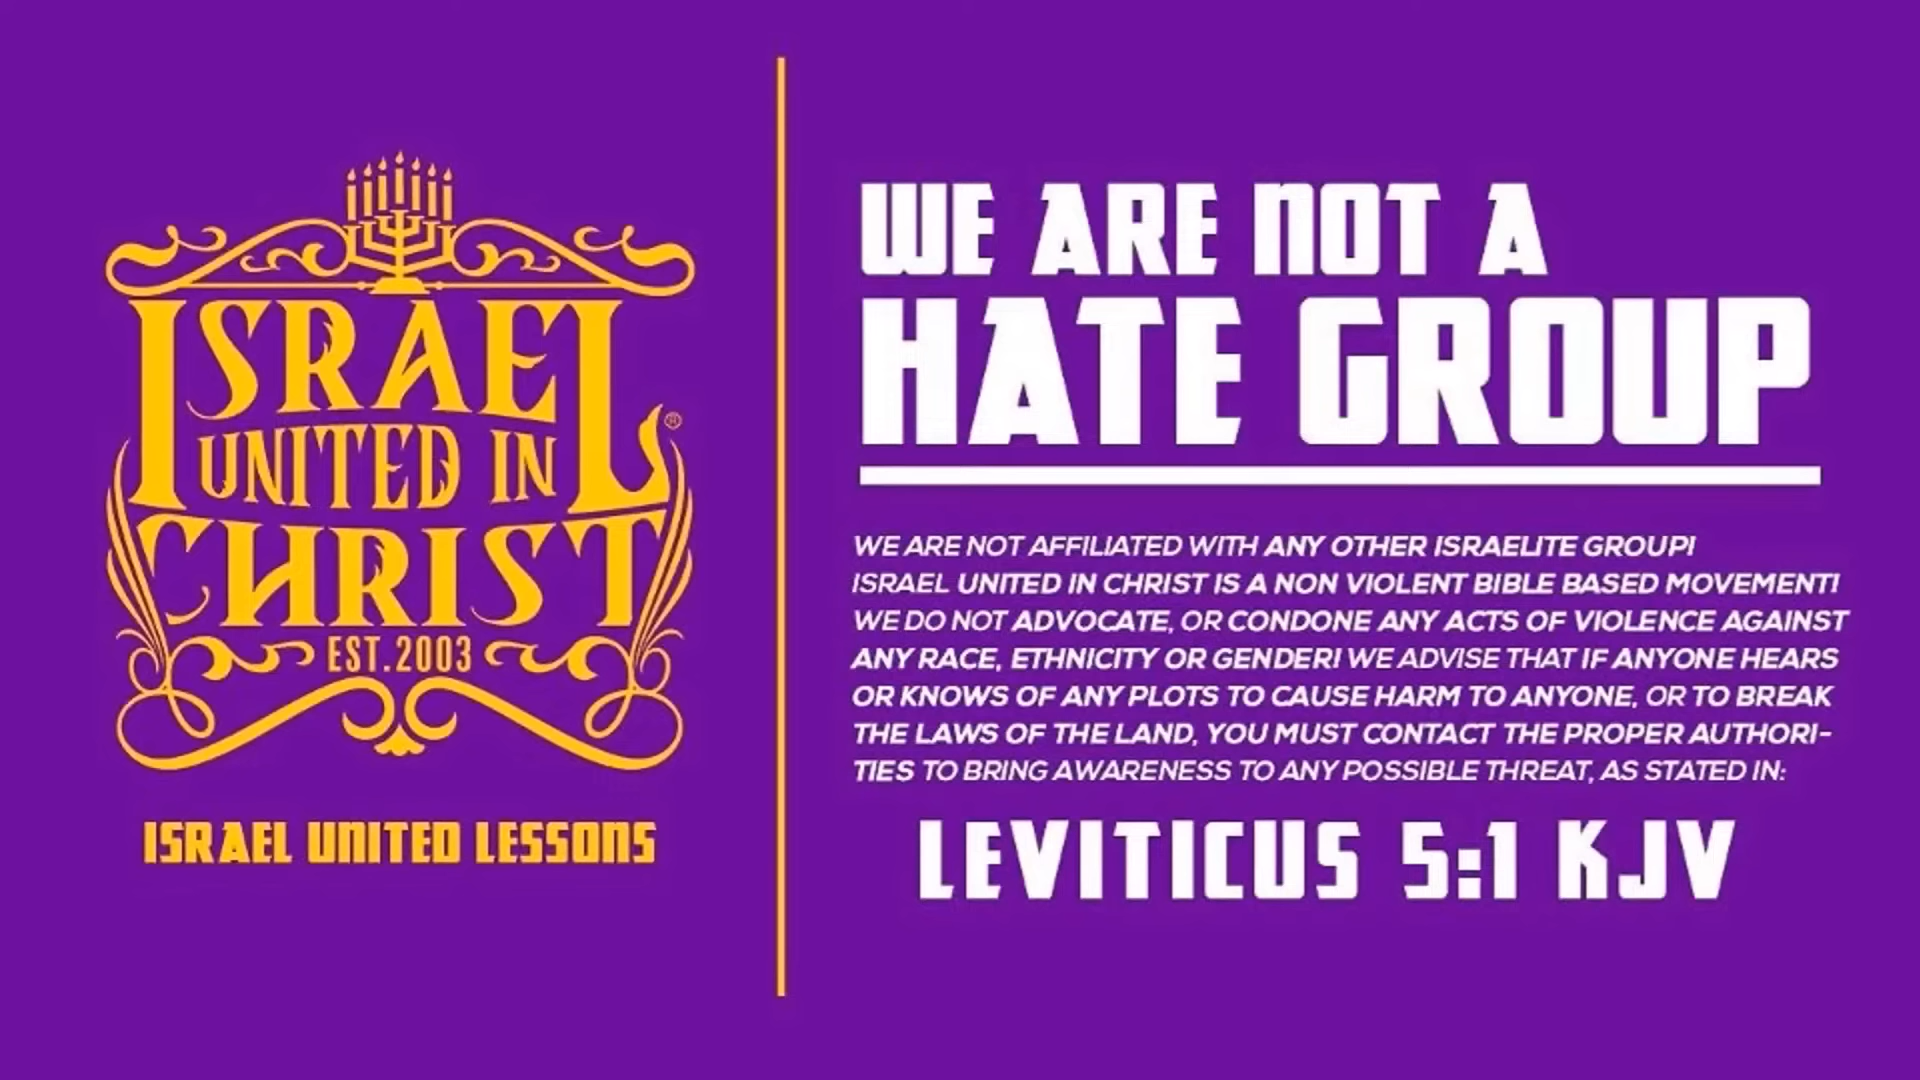 ISRAEL
UNITED IN
CHRIST
®
EST.2003
ISRAEL UNITED LESSONS
WE ARE NOT A
HATE GROUP
WE ARE NOT AFFILIATED WITH ANY OTHER ISRAELITE GROUP!
ISRAEL UNITED IN CHRIST IS A NON VIOLENT BIBLE BASED MOVEMENT!
WE DO NOT ADVOCATE, OR CONDONE ANY ACTS OF VIOLENCE AGAINST
ANY RACE, ETHNICITY OR GENDER! WE ADVISE THAT IF ANYONE HEARS
OR KNOWS OF ANY PLOTS TO CAUSE HARM TO ANYONE, OR TO BREAK
THE LAWS OF THE LAND, YOU MUST CONTACT THE PROPER AUTHORI-
TIES TO BRING AWARENESS TO ANY POSSIBLE THREAT, AS STATED IN:
LEVITICUS 5:1 KJV